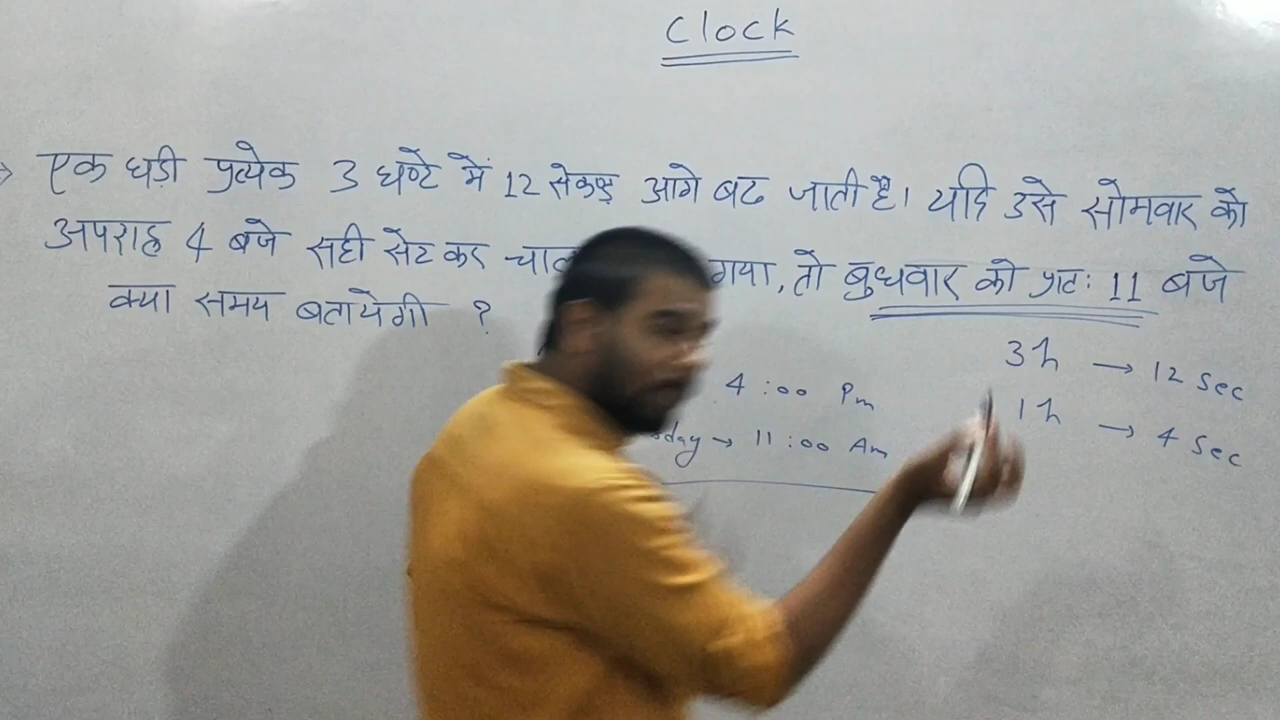 Clock
एक घड़ी प्रत्येक 3 घण्टे में 12 सेकण्ड आगे बढ जाती है। यदि उसे सोमवार को
अपराह्न 4 बजे सही सेट कर गया, तो बुधवार को प्रात: 11 बजे
क्या समय बतायेगी ?
4 : 00 Pm
→ 11 : 00 Am
3h → 12 Sec
1h → 4 Sec